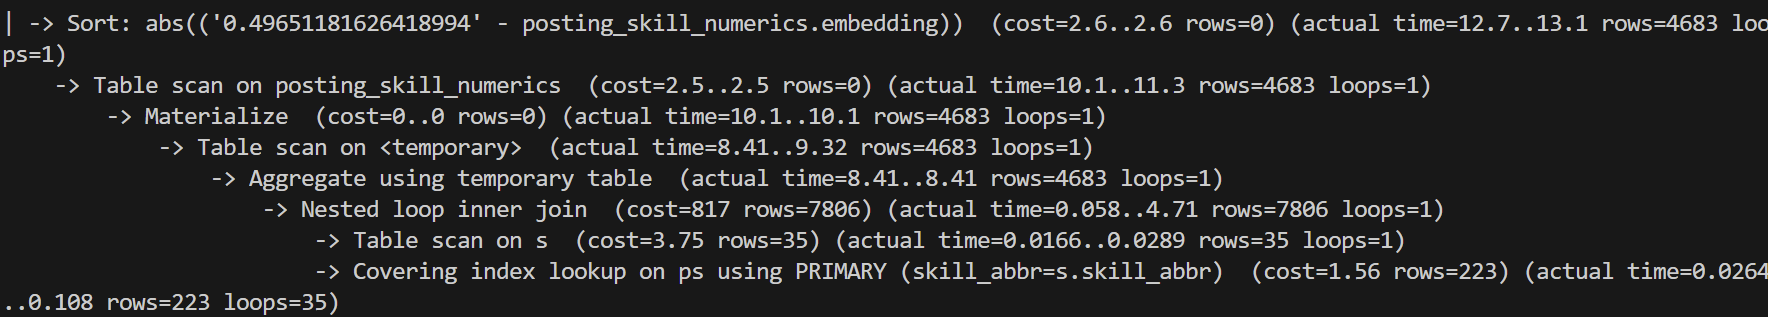 | -> Sort: abs(('0.49651181626418994' - posting_skill_numerics.embedding))  (cost=2.6..2.6 rows=0) (actual time=12.7..13.1 rows=4683 loo
ps=1)
    -> Table scan on posting_skill_numerics  (cost=2.5..2.5 rows=0) (actual time=10.1..11.3 rows=4683 loops=1)
        -> Materialize  (cost=0..0 rows=0) (actual time=10.1..10.1 rows=4683 loops=1)
            -> Table scan on <temporary>  (actual time=8.41..9.32 rows=4683 loops=1)
                -> Aggregate using temporary table  (actual time=8.41..8.41 rows=4683 loops=1)
                    -> Nested loop inner join  (cost=817 rows=7806) (actual time=0.058..4.71 rows=7806 loops=1)
                        -> Table scan on s  (cost=3.75 rows=35) (actual time=0.0166..0.0289 rows=35 loops=1)
                        -> Covering index lookup on ps using PRIMARY (skill_abbr=s.skill_abbr)  (cost=1.56 rows=223) (actual time=0.0264
..0.108 rows=223 loops=35)